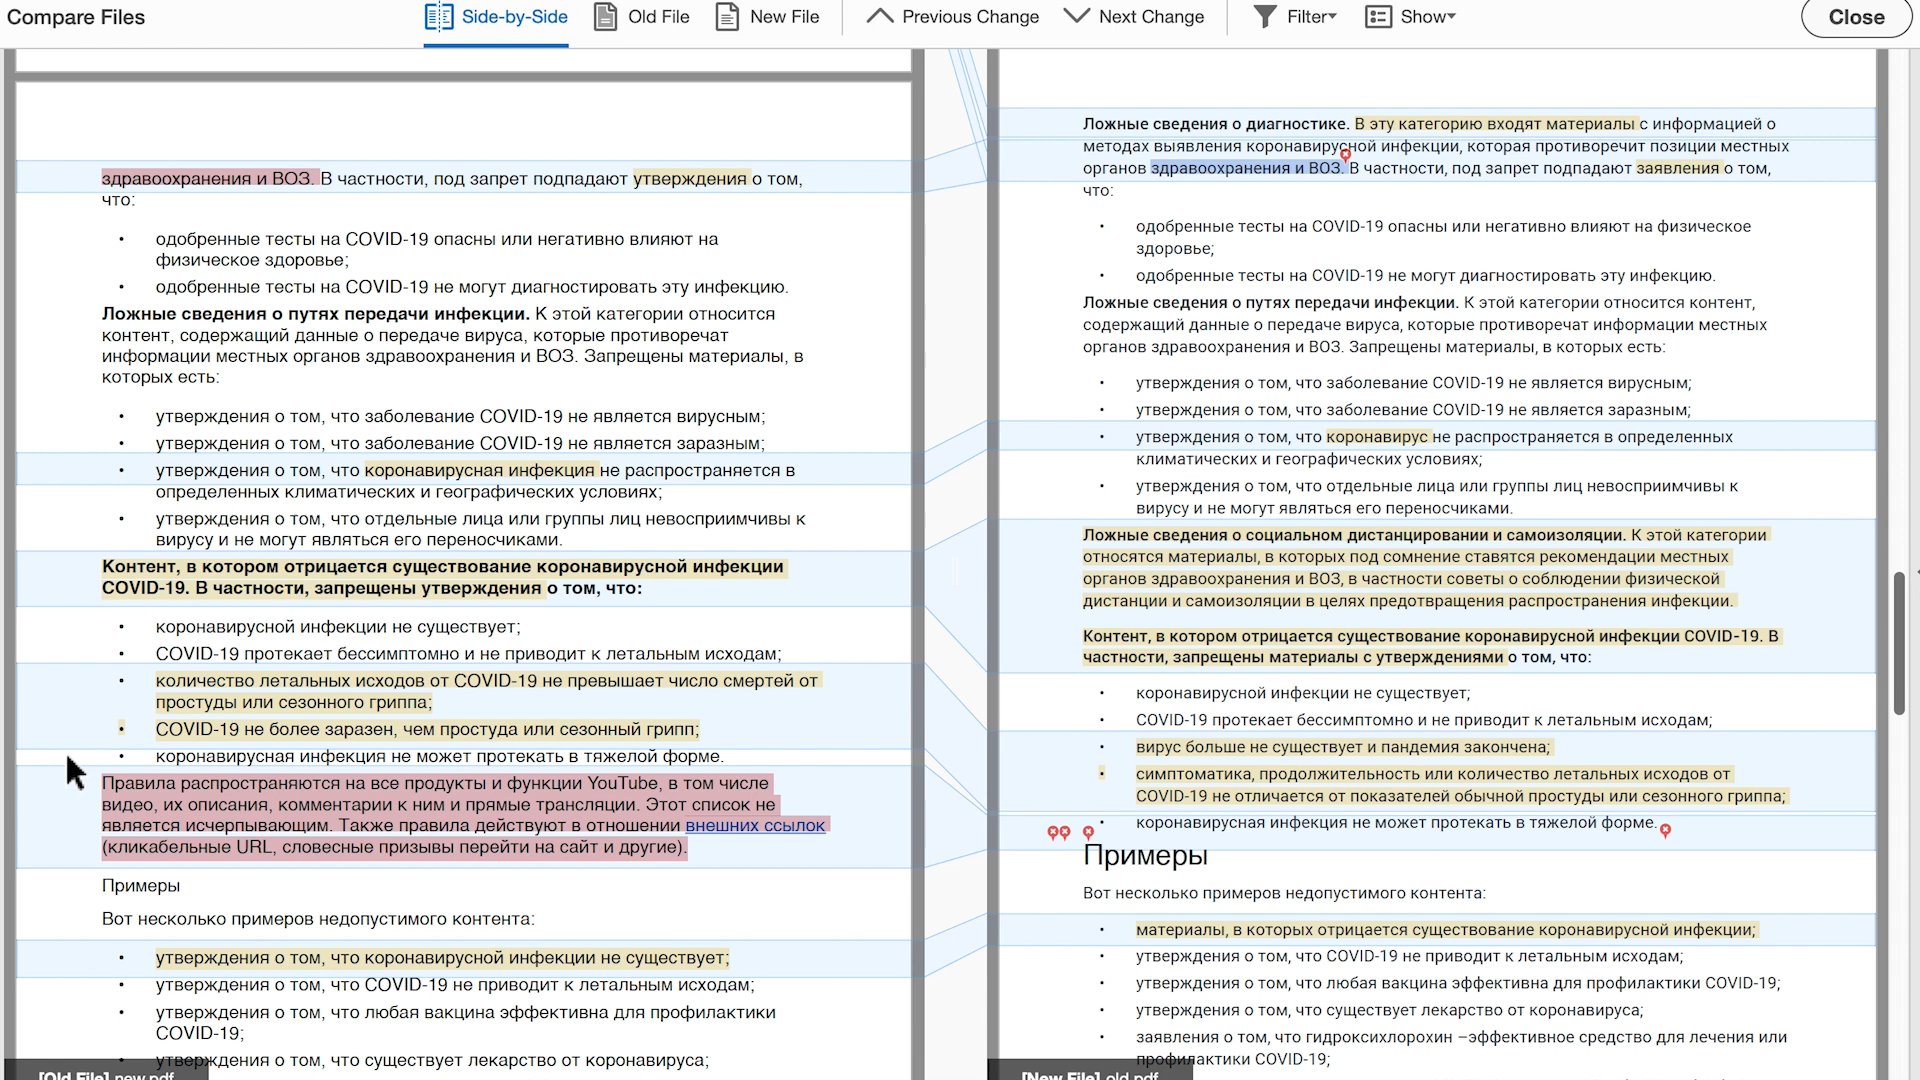 Compare Files
Side-by-Side
Old File
New File
Previous Change
Next Change
Filter
Show
Close
здравоохранения и ВОЗ. В частности, под запрет подпадают утверждения о том,
что:
• одобренные тесты на COVID-19 опасны или негативно влияют на
физическое здоровье;
• одобренные тесты на COVID-19 не могут диагностировать эту инфекцию.
Ложные сведения о путях передачи инфекции. К этой категории относится
контент, содержащий данные о передаче вируса, которые противоречат
информации местных органов здравоохранения и ВОЗ. Запрещены материалы, в
которых есть:
• утверждения о том, что заболевание COVID-19 не является вирусным;
• утверждения о том, что заболевание COVID-19 не является заразным;
• утверждения о том, что коронавирусная инфекция не распространяется в
определенных климатических и географических условиях;
• утверждения о том, что отдельные лица или группы лиц невосприимчивы к
вирусу и не могут являться его переносчиками.
Контент, в котором отрицается существование коронавирусной инфекции
COVID-19. В частности, запрещены утверждения о том, что:
• коронавирусной инфекции не существует;
• COVID-19 протекает бессимптомно и не приводит к летальным исходам;
• количество летальных исходов от COVID-19 не превышает число смертей от
простуды или сезонного гриппа;
• COVID-19 не более заразен, чем простуда или сезонный грипп;
• коронавирусная инфекция не может протекать в тяжелой форме.
Правила распространяются на все продукты и функции YouTube, в том числе
видео, их описания, комментарии к ним и прямые трансляции. Этот список не
является исчерпывающим. Также правила действуют в отношении внешних ссылок
(кликабельные URL, словесные призывы перейти на сайт и другие).
Примеры
Вот несколько примеров недопустимого контента:
• утверждения о том, что коронавирусной инфекции не существует;
• утверждения о том, что COVID-19 не приводит к летальным исходам;
• утверждения о том, что любая вакцина эффективна для профилактики
COVID-19;
• утверждения о том, что существует лекарство от коронавируса;
[Old File] new.pdf
Ложные сведения о диагностике. В эту категорию входят материалы с информацией о
методах выявления коронавирусной инфекции, которая противоречит позиции местных
органов здравоохранения и ВОЗ. В частности, под запрет подпадают заявления о том,
что:
• одобренные тесты на COVID-19 опасны или негативно влияют на физическое
здоровье;
• одобренные тесты на COVID-19 не могут диагностировать эту инфекцию.
Ложные сведения о путях передачи инфекции. К этой категории относится контент,
содержащий данные о передаче вируса, которые противоречат информации местных
органов здравоохранения и ВОЗ. Запрещены материалы, в которых есть:
• утверждения о том, что заболевание COVID-19 не является вирусным;
• утверждения о том, что заболевание COVID-19 не является заразным;
• утверждения о том, что коронавирус не распространяется в определенных
климатических и географических условиях;
• утверждения о том, что отдельные лица или группы лиц невосприимчивы к
вирусу и не могут являться его переносчиками.
Ложные сведения о социальном дистанцировании и самоизоляции. К этой категории
относятся материалы, в которых под сомнение ставятся рекомендации местных
органов здравоохранения и ВОЗ, в частности советы о соблюдении физической
дистанции и самоизоляции в целях предотвращения распространения инфекции.
Контент, в котором отрицается существование коронавирусной инфекции COVID-19. В
частности, запрещены материалы с утверждениями о том, что:
• коронавирусной инфекции не существует;
• COVID-19 протекает бессимптомно и не приводит к летальным исходам;
• вирус больше не существует и пандемия закончена;
• симптоматика, продолжительность или количество летальных исходов от
COVID-19 не отличается от показателей обычной простуды или сезонного гриппа;
• коронавирусная инфекция не может протекать в тяжелой форме.
Примеры
Вот несколько примеров недопустимого контента:
• материалы, в которых отрицается существование коронавирусной инфекции;
• утверждения о том, что COVID-19 не приводит к летальным исходам;
• утверждения о том, что любая вакцина эффективна для профилактики COVID-19;
• утверждения о том, что существует лекарство от коронавируса;
• заявления о том, что гидроксихлорохин –эффективное средство для лечения или
профилактики COVID-19;
[New File] old.pdf